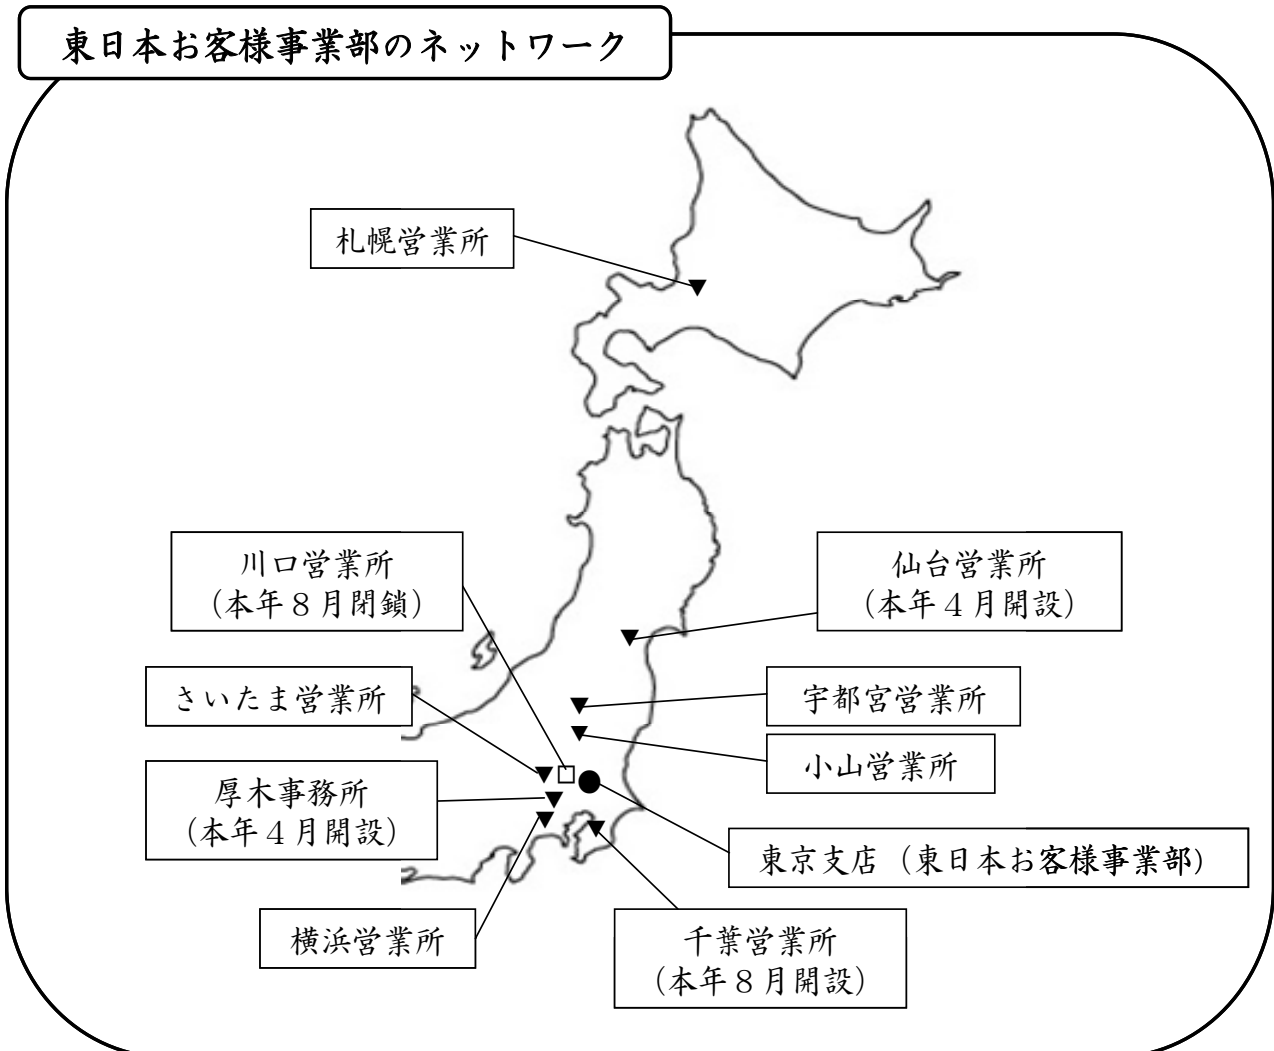 東日本お客様事業部のネットワーク
札幌営業所
川口営業所
（本年８月閉鎖）
仙台営業所
（本年４月開設）
さいたま営業所
宇都宮営業所
小山営業所
厚木事務所
（本年４月開設）
東京支店（東日本お客様事業部）
横浜営業所
千葉営業所
（本年８月開設）